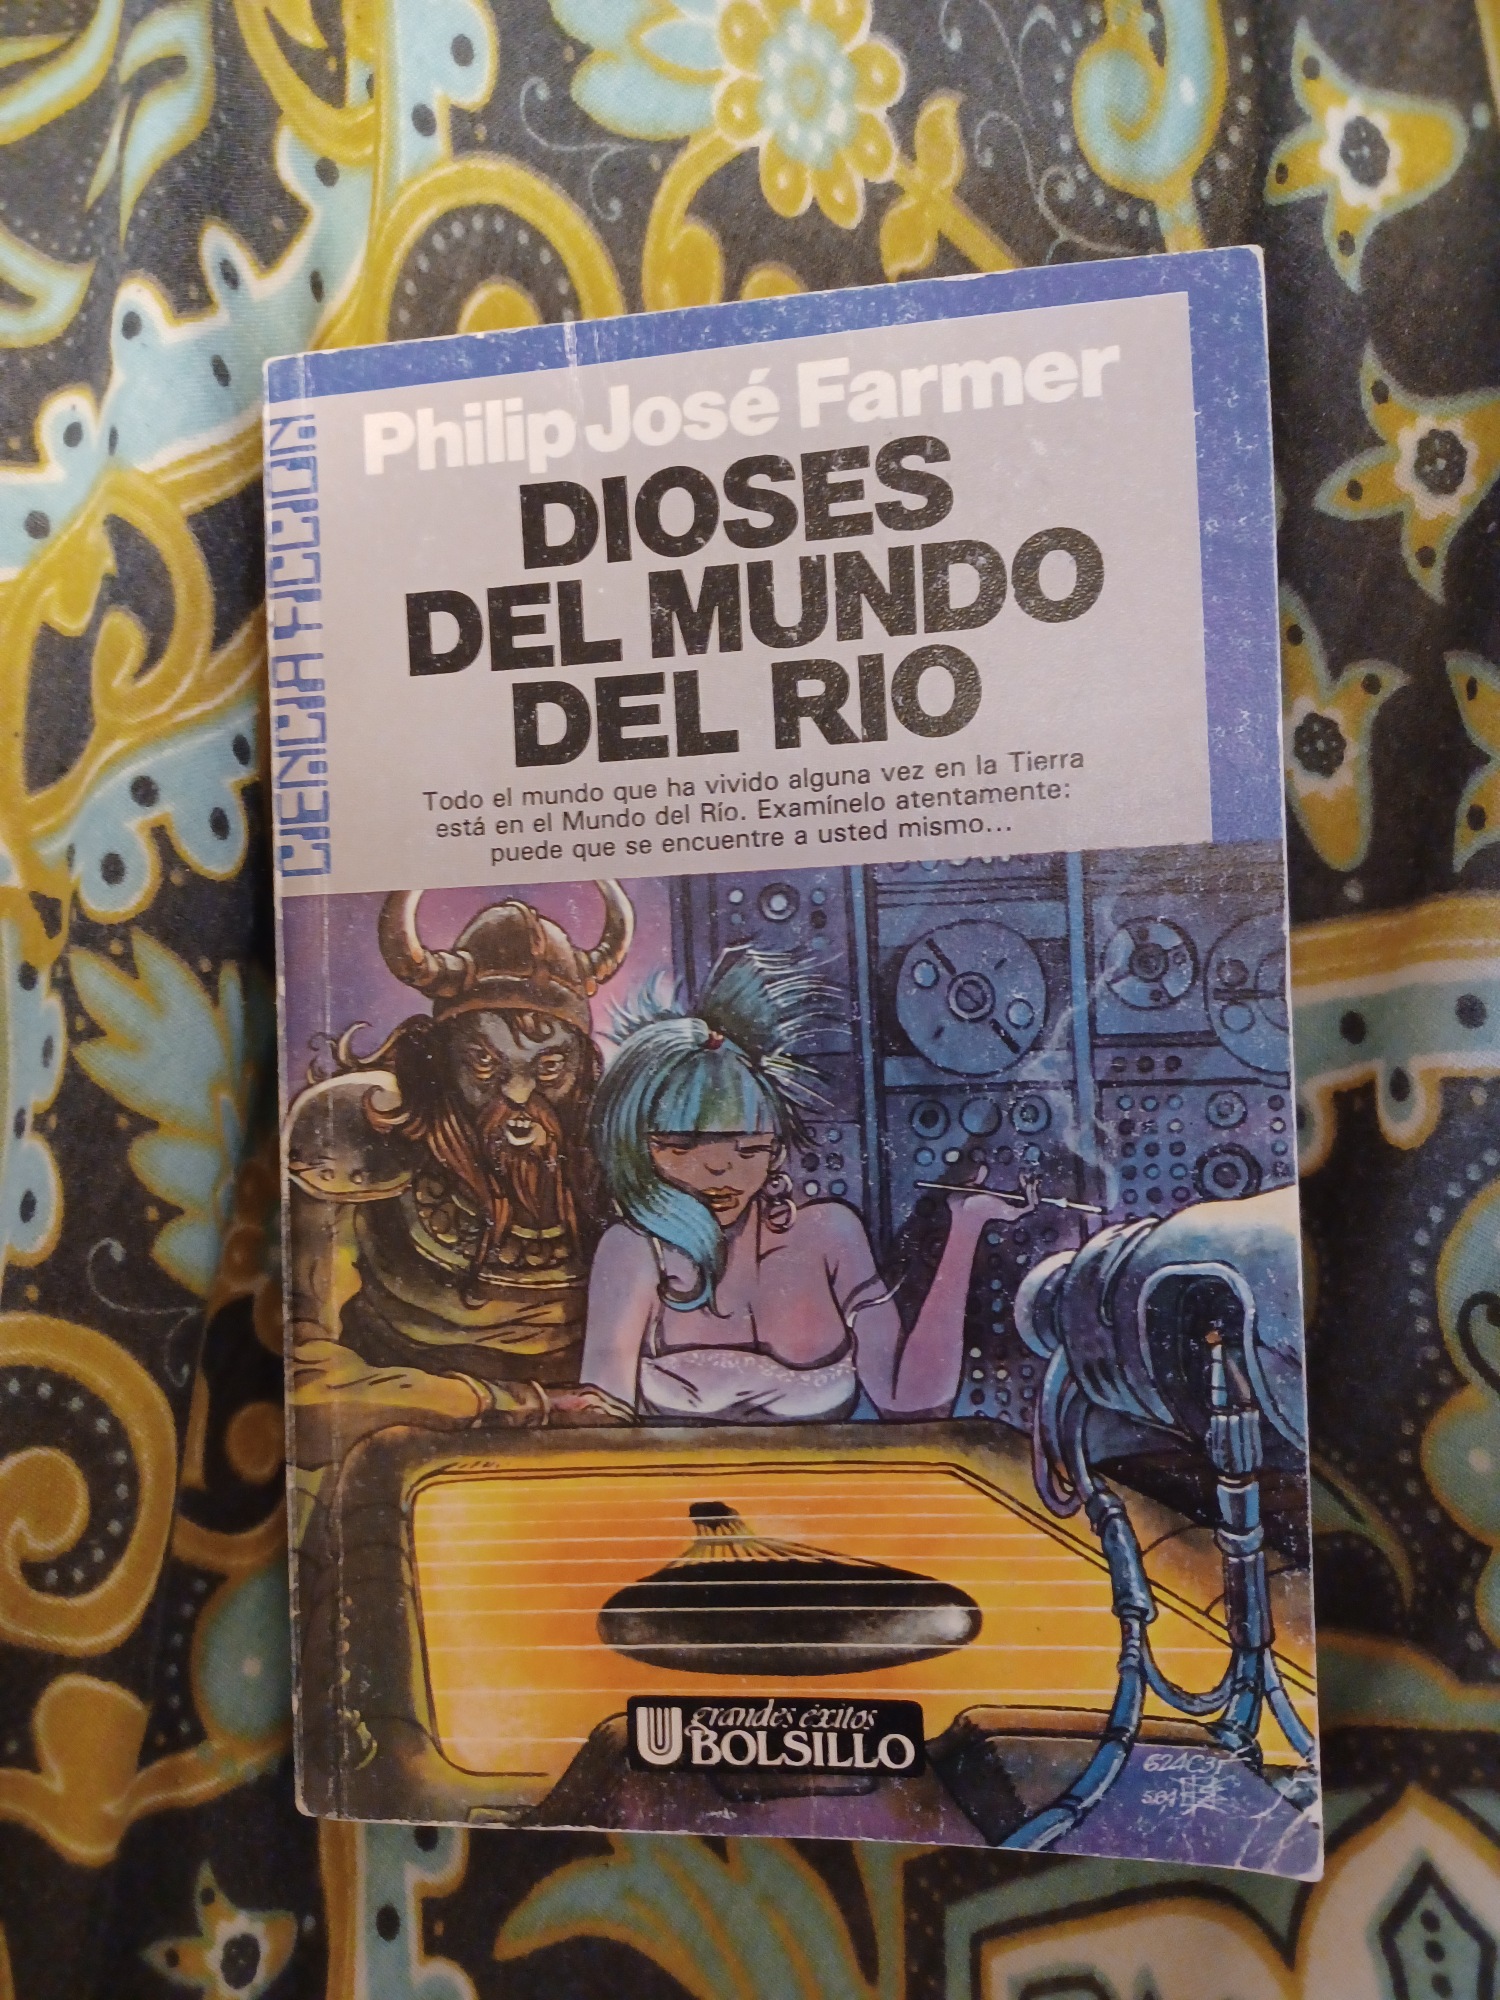 Philip José Farmer
DIOSES
DEL MUNDO
DEL RIO
Todo el mundo que ha vivido alguna vez en la Tierra
está en el Mundo del Río. Examínelo atentamente:
puede que se encuentre a usted mismo...
CIENCIA FICCION
U grandes éxitos
BOLSILLO